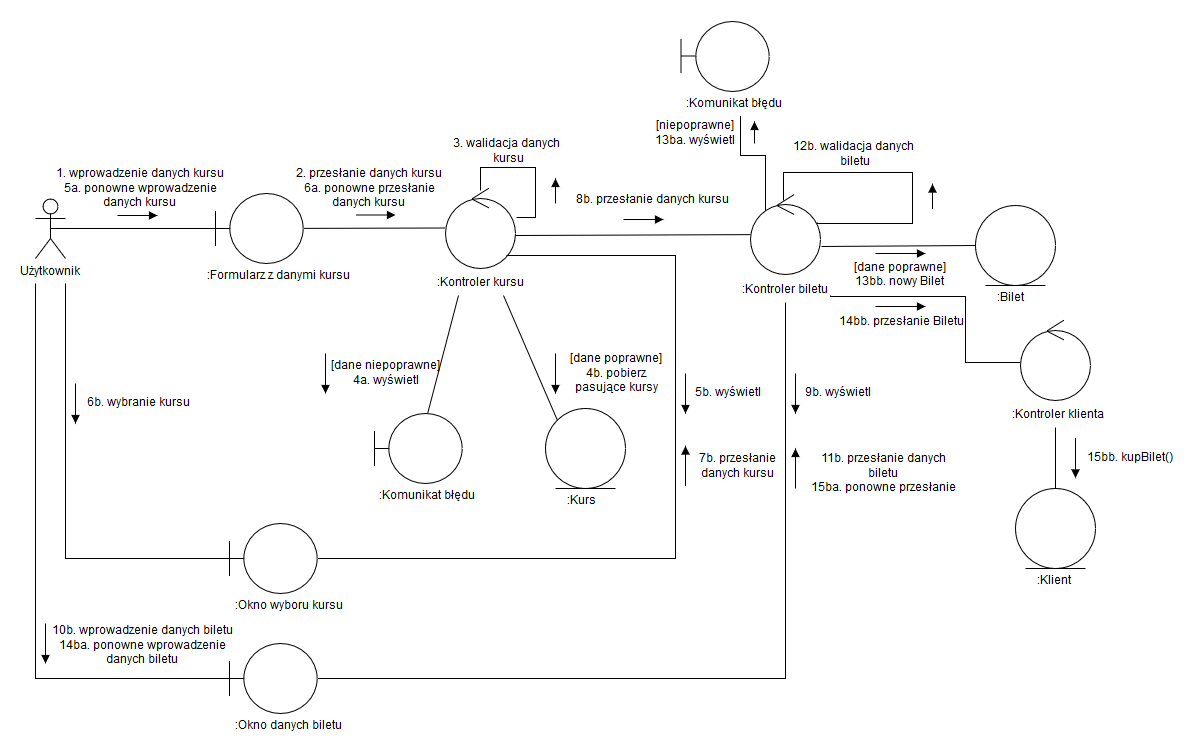 :Komunikat błędu
[niepoprawne]
13ba. wyświetl
3. walidacja danych
kursu
12b. walidacja danych
biletu
1. wprowadzenie danych kursu
5a. ponowne wprowadzenie
danych kursu
2. przesłanie danych kursu
6a. ponowne przesłanie
danych kursu
8b. przesłanie danych kursu
Użytkownik
:Formularz z danymi kursu
:Kontroler kursu
:Kontroler biletu
[dane poprawne]
13bb. nowy Bilet
:Bilet
14bb. przesłanie Biletu
[dane niepoprawne]
4a. wyświetl
[dane poprawne]
4b. pobierz
pasujące kursy
5b. wyświetl
9b. wyświetl
6b. wybranie kursu
:Kontroler klienta
7b. przesłanie
danych kursu
11b. przesłanie danych
biletu
15ba. ponowne przesłanie
15bb. kupBilet()
:Komunikat błędu
:Kurs
:Klient
:Okno wyboru kursu
10b. wprowadzenie danych biletu
14ba. ponowne wprowadzenie
danych biletu
:Okno danych biletu